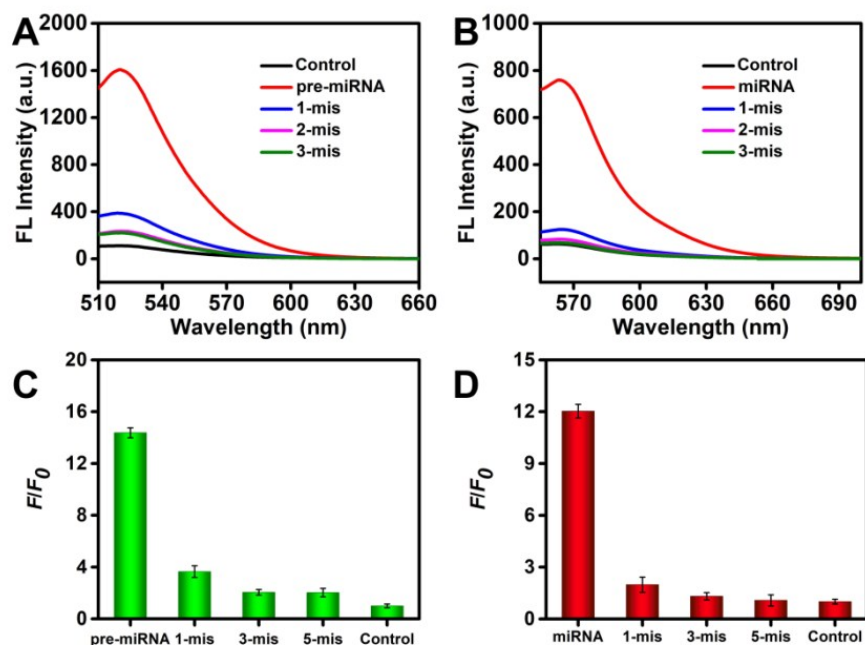 A
FL Intensity (a.u.)
2000
1600
1200
800
400
0
Control
pre-miRNA
1-mis
2-mis
3-mis
510 540 570 600 630 660
Wavelength (nm)
B
FL Intensity (a.u.)
1000
800
600
400
200
0
Control
miRNA
1-mis
2-mis
3-mis
570 600 630 660 690
Wavelength (nm)
C
F/F0
20
16
12
8
4
0
pre-miRNA 1-mis 3-mis 5-mis Control
D
F/F0
15
12
9
6
3
0
miRNA 1-mis 3-mis 5-mis Control